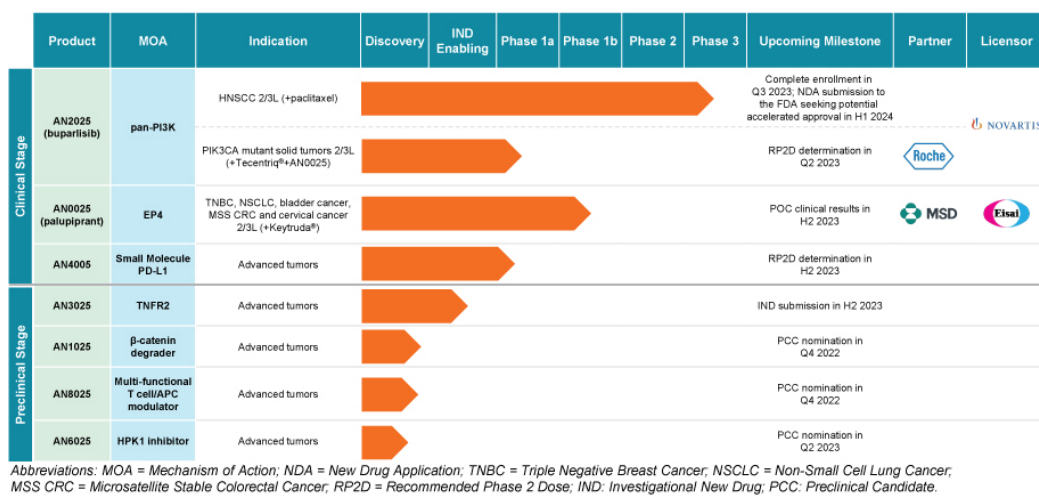 Product MOA Indication Discovery IND Enabling Phase 1a Phase 1b Phase 2 Phase 3 Upcoming Milestone Partner Licensor
Clinical Stage
AN2025
(buparlisib)
pan-PI3K
HNSCC 2/3L (+paclitaxel)
Complete enrollment in
Q3 2023; NDA submission to
the FDA seeking potential
accelerated approval in H1 2024
NOVARTIS
PIK3CA mutant solid tumors 2/3L
(+Tecentriq®+AN0025)
RP2D determination in
Q2 2023
Roche
AN0025
(palupiprant)
EP4
TNBC, NSCLC, bladder cancer,
MSS CRC and cervical cancer
2/3L (+Keytruda®)
POC clinical results in
H2 2023
MSD
Eisai
AN4005
Small Molecule
PD-L1
Advanced tumors
RP2D determination in
H2 2023
Preclinical Stage
AN3025
TNFR2
Advanced tumors
IND submission in H2 2023
AN1025
β-catenin
degrader
Advanced tumors
PCC nomination in
Q4 2022
AN8025
Multi-functional
T cell/APC
modulator
Advanced tumors
PCC nomination in
Q4 2022
AN6025
HPK1 inhibitor
Advanced tumors
PCC nomination in
Q2 2023
Abbreviations: MOA = Mechanism of Action; NDA = New Drug Application; TNBC = Triple Negative Breast Cancer; NSCLC = Non-Small Cell Lung Cancer;
MSS CRC = Microsatellite Stable Colorectal Cancer; RP2D = Recommended Phase 2 Dose; IND: Investigational New Drug; PCC: Preclinical Candidate.